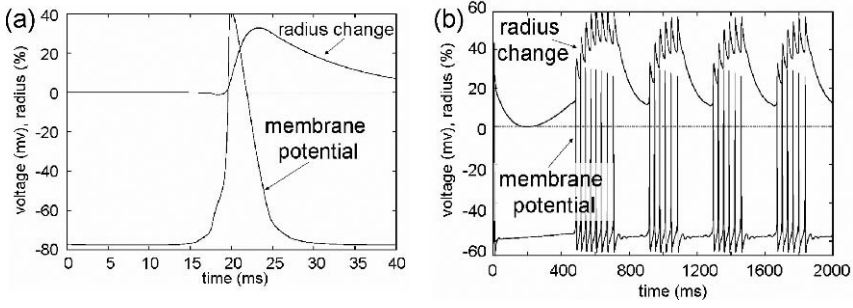 (a)
40
20
0
-20
-40
-60
-80
voltage (mv), radius (%)
radius change
membrane
potential
0 5 10 15 20 25 30 35 40
time (ms)
(b)
60
40
20
0
-20
-40
-60
voltage (mv), radius (%)
radius
change
membrane
potential
0 400 800 1200 1600 2000
time (ms)